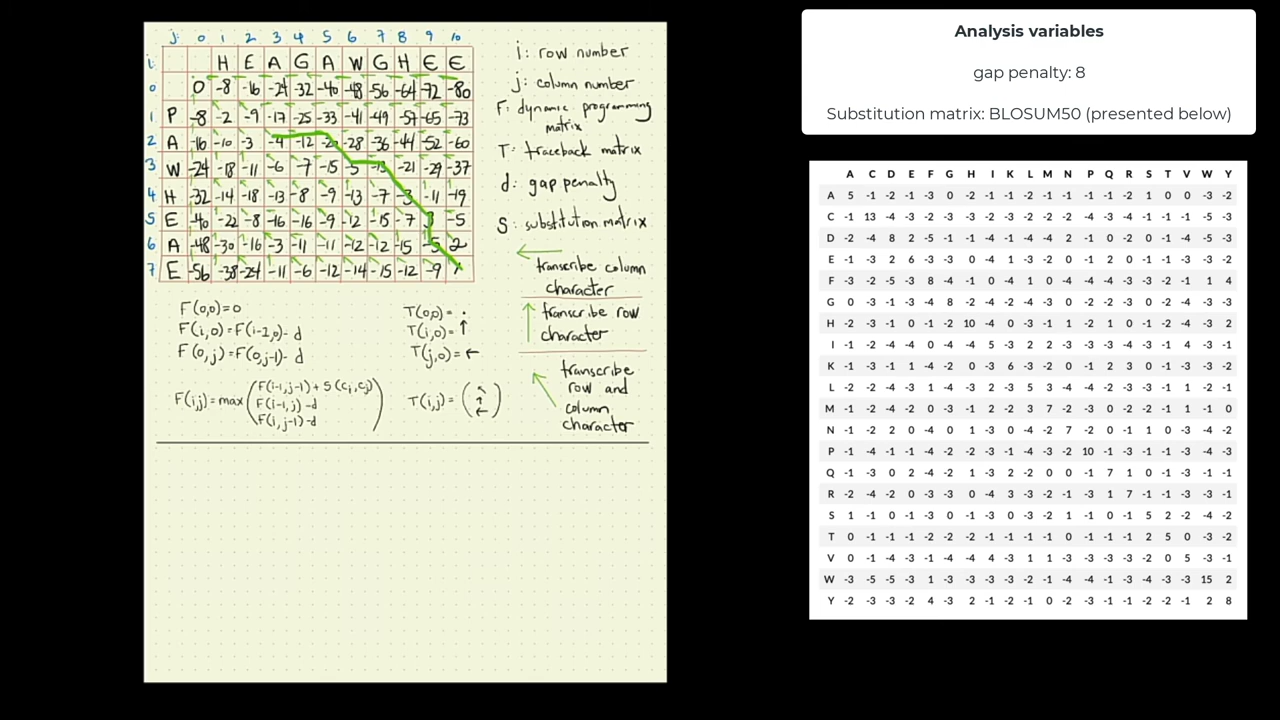 j: 0 1 2 3 4 5 6 7 8 9 10
i: H E A G A W G H E E
0 0 -8 -16 -24 -32 -40 -48 -56 -64 -72 -80
1 P -8 -2 -9 -17 -25 -33 -41 -49 -57 -65 -73
2 A -16 -10 -3 -4 -12 -28 -36 -44 -52 -60
3 W -24 -18 -11 -6 -7 -15 -5 -13 -21 -29 -37
4 H -32 -14 -18 -13 -8 -9 -13 -7 -3 -11 -19
5 E -40 -22 -8 -16 -16 -9 -12 -15 -7 3 -5
6 A -48 -30 -16 -3 -11 -11 -12 -12 -15 -5 2
7 E -56 -38 -24 -11 -6 -12 -14 -15 -12 -9 1
i: row number
j: column number
F: dynamic programming
matrix
T: traceback matrix
d: gap penalty
S: substitution matrix
←
transcribe column
character
↑ transcribe row
character
↖ transcribe
row and
column
character
F(0,0)=0
F(i,0)=F(i-1,0)-d
F(0,j)=F(0,j-1)-d
T(0,0)= .
T(i,0)= ↑
T(j,0)= ←
F(i,j)=max(F(i-1,j-1)+S(ci,cj)
F(i-1,j)-d
F(i,j-1)-d)
T(i,j)=(↖
↑
←)
Analysis variables
gap penalty: 8
Substitution matrix: BLOSUM50 (presented below)
A C D E F G H I K L M N P Q R S T V W Y
A 5 -1 -2 -1 -3 0 -2 -1 -1 -2 -1 -1 -1 -1 -2 1 0 0 -3 -2
C -1 13 -4 -3 -2 -3 -3 -2 -3 -2 -2 -2 -4 -3 -4 -1 -1 -1 -5 -3
D -2 -4 8 2 -5 -1 -1 -4 -1 -4 -4 2 -1 0 -2 0 -1 -4 -5 -3
E -1 -3 2 6 -3 -3 0 -4 1 -3 -2 0 -1 2 0 -1 -1 -3 -3 -2
F -3 -2 -5 -3 8 -4 -1 0 -4 1 0 -4 -4 -4 -3 -3 -2 -1 1 4
G 0 -3 -1 -3 -4 8 -2 -4 -2 -4 -3 0 -2 -2 -3 0 -2 -4 -3 -3
H -2 -3 -1 0 -1 -2 10 -4 0 -3 -1 1 -2 1 0 -1 -2 -4 -3 2
I -1 -2 -4 -4 0 -4 -4 5 -3 2 2 -3 -3 -3 -4 -3 -1 4 -3 -1
K -1 -3 -1 1 -4 -2 0 -3 6 -3 -2 0 -1 2 3 0 -1 -3 -3 -2
L -2 -2 -4 -3 1 -4 -3 2 -3 5 3 -4 -4 -2 -3 -3 -1 1 -2 -1
M -1 -2 -4 -2 0 -3 -1 2 -2 3 7 -2 -3 0 -2 -2 -1 1 -1 0
N -1 -2 2 0 -4 0 1 -3 0 -4 -2 7 -2 0 -1 1 0 -3 -4 -2
P -1 -4 -1 -1 -4 -2 -2 -3 -1 -4 -3 -2 10 -1 -3 -1 -1 -3 -4 -3
Q -1 -3 0 2 -4 -2 1 -3 2 -2 0 0 -1 7 1 0 -1 -3 -1 -1
R -2 -4 -2 0 -3 -3 0 -4 3 -3 -2 -1 -3 1 7 -1 -1 -3 -3 -1
S 1 -1 0 -1 -3 0 -1 -3 0 -3 -2 1 -1 0 -1 5 2 -2 -4 -2
T 0 -1 -1 -1 -2 -2 -2 -1 -1 -1 -1 0 -1 -1 -1 2 5 0 -3 -2
V 0 -1 -4 -3 -1 -4 -4 4 -3 1 1 -3 -3 -3 -3 -2 0 5 -3 -1
W -3 -5 -5 -3 1 -3 -3 -3 -3 -2 -1 -4 -4 -1 -3 -4 -3 -3 15 2
Y -2 -3 -3 -2 4 -3 2 -1 -2 -1 0 -2 -3 -1 -1 -2 -2 -1 2 8